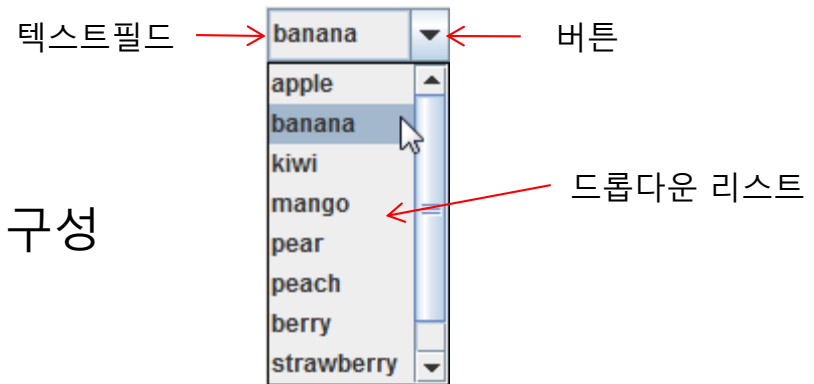 텍스트필드
banana
버튼
apple
banana
kiwi
mango
드롭다운 리스트
구성
pear
peach
berry
strawberry